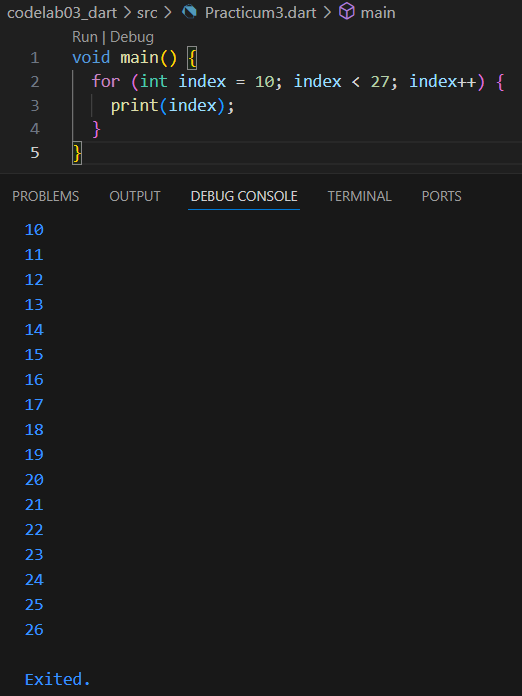 codelab03_dart > src > Practicum3.dart > main
Run | Debug
1 void main() {
2 for (int index = 10; index < 27; index++) {
3 print(index);
4 }
5 }
PROBLEMS OUTPUT DEBUG CONSOLE TERMINAL PORTS
10
11
12
13
14
15
16
17
18
19
20
21
22
23
24
25
26
Exited.